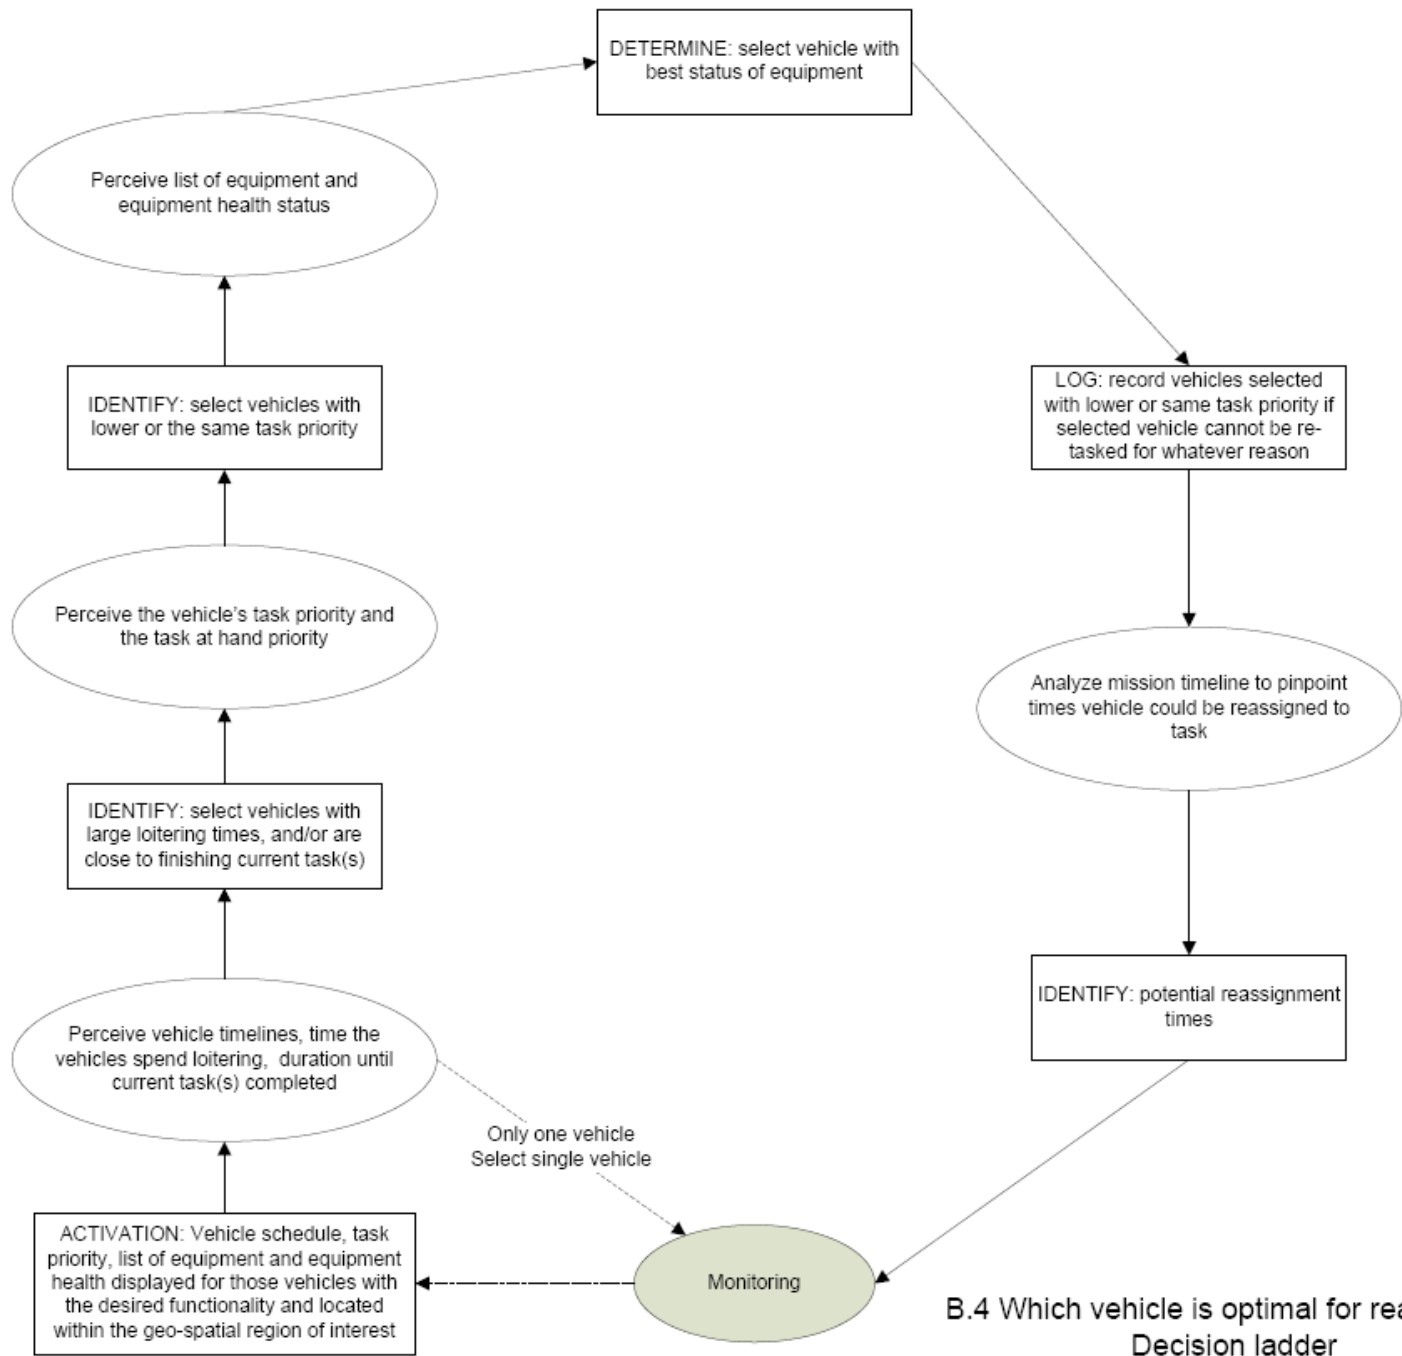 DETERMINE: select vehicle with
best status of equipment
Perceive list of equipment and
equipment health status
IDENTIFY: select vehicles with
lower or the same task priority
LOG: record vehicles selected
with lower or same task priority if
selected vehicle cannot be re-
tasked for whatever reason
Perceive the vehicle's task priority and
the task at hand priority
Analyze mission timeline to pinpoint
times vehicle could be reassigned to
task
IDENTIFY: select vehicles with
large loitering times, and/or are
close to finishing current task(s)
IDENTIFY: potential reassignment
times
Perceive vehicle timelines, time the
vehicles spend loitering, duration until
current task(s) completed
Only one vehicle
Select single vehicle
ACTIVATION: Vehicle schedule, task
priority, list of equipment and equipment
health displayed for those vehicles with
the desired functionality and located
within the geo-spatial region of interest
Monitoring
B.4 Which vehicle is optimal for
Decision ladder